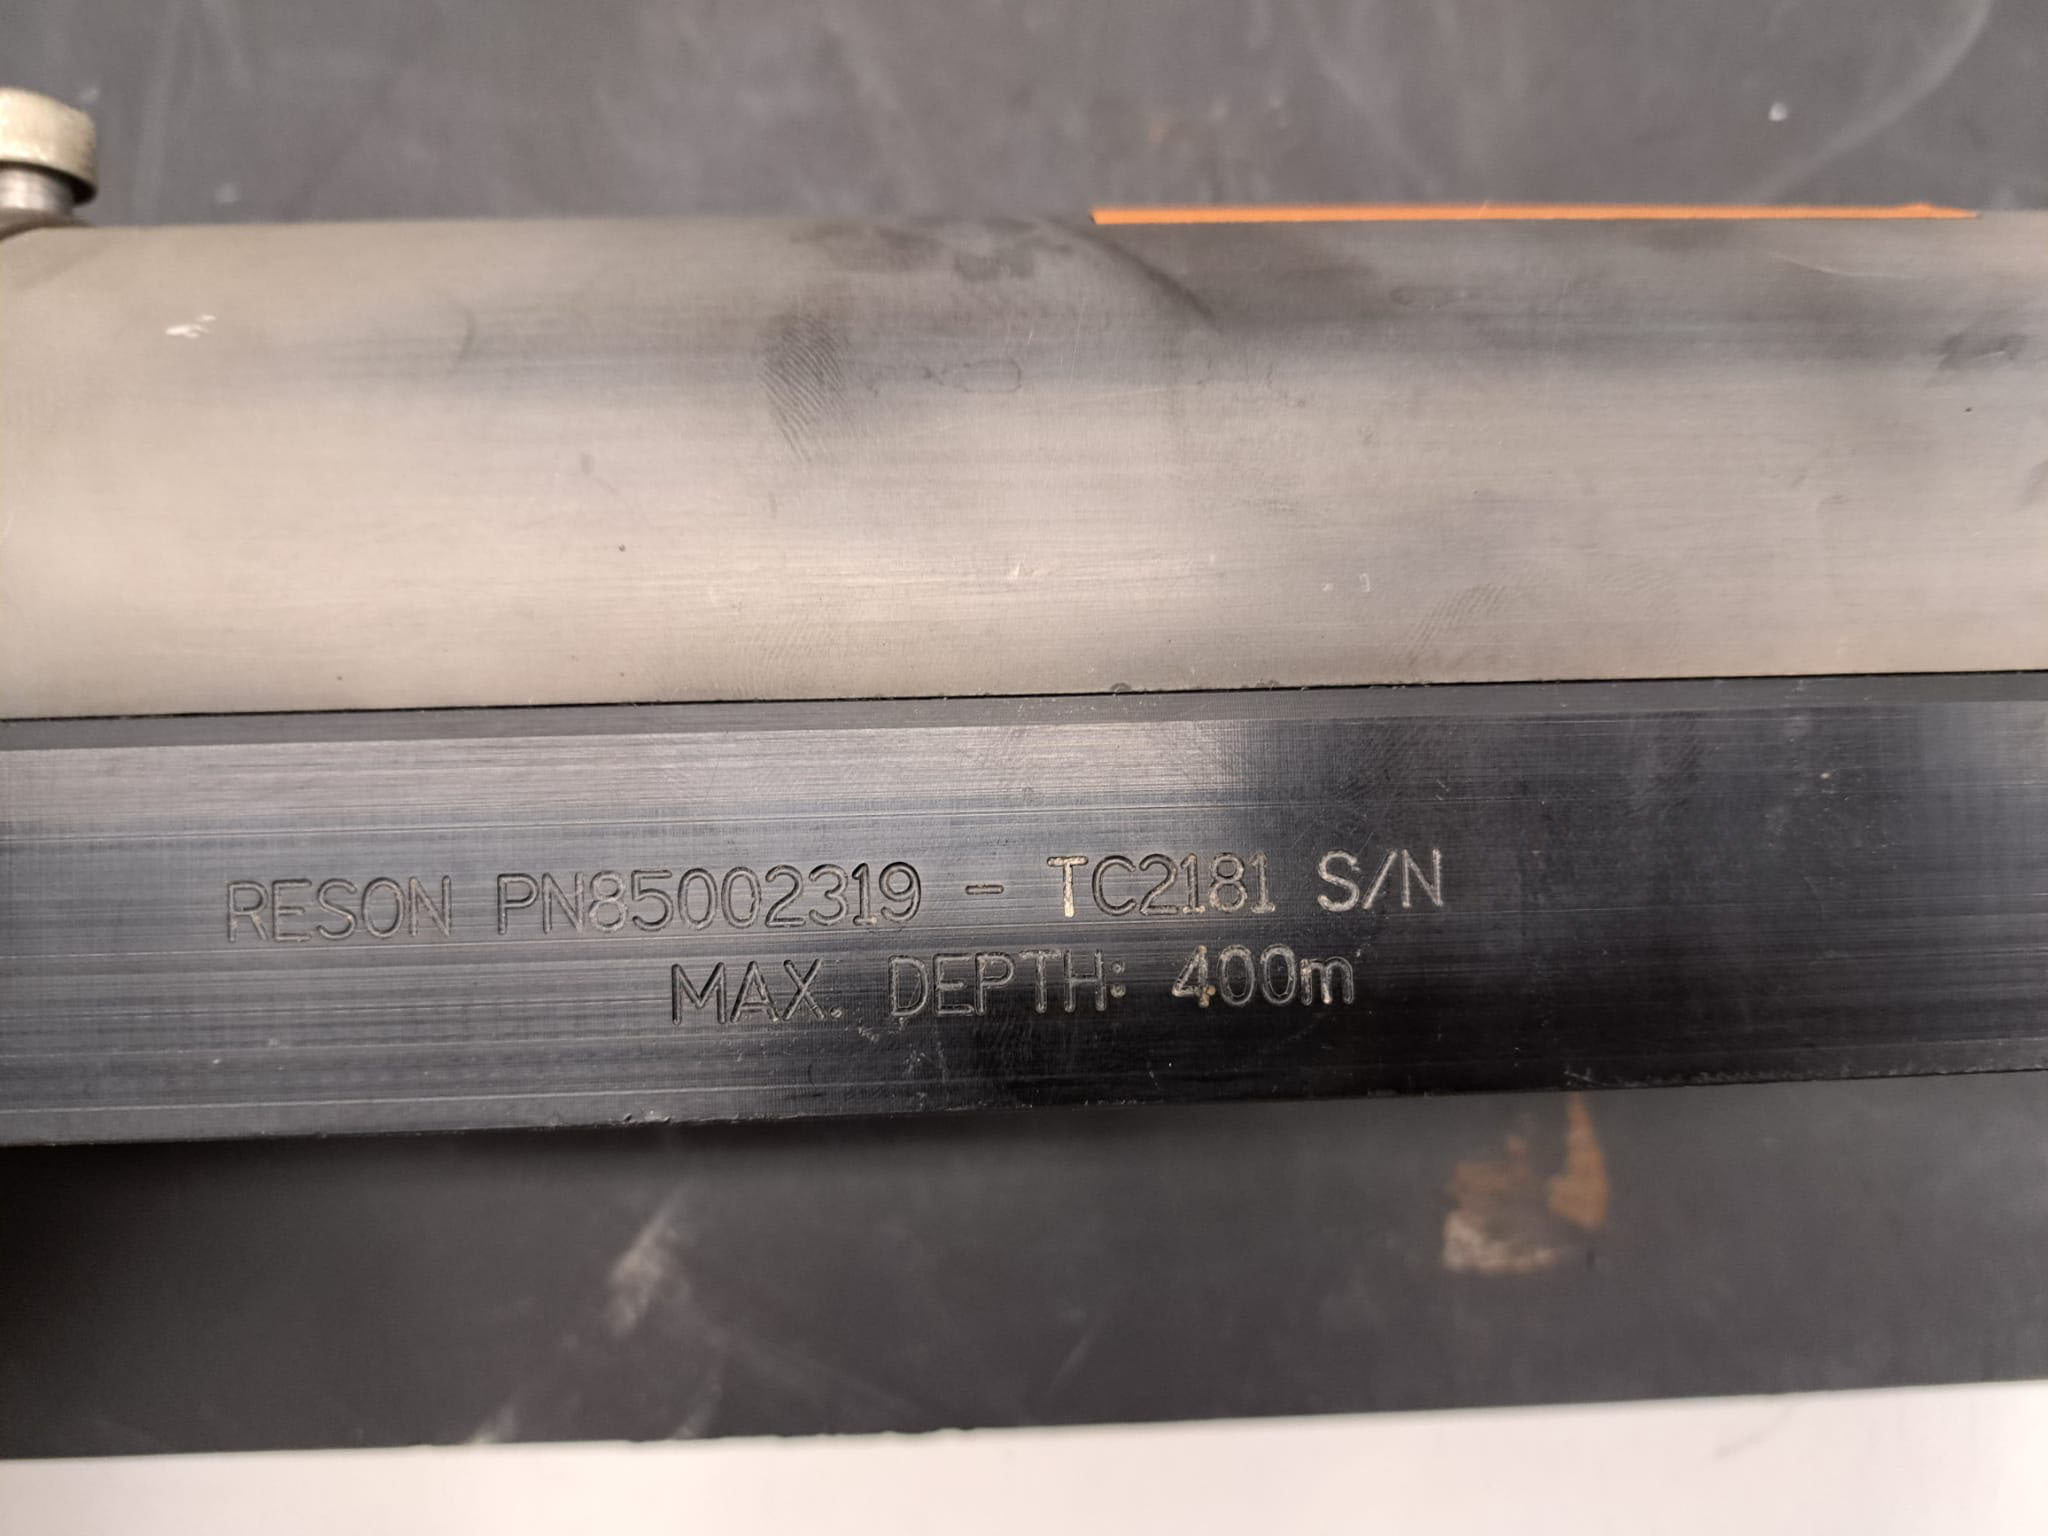 RESON PN85002319 - TC2181 S/N
MAX. DEPTH: 400m